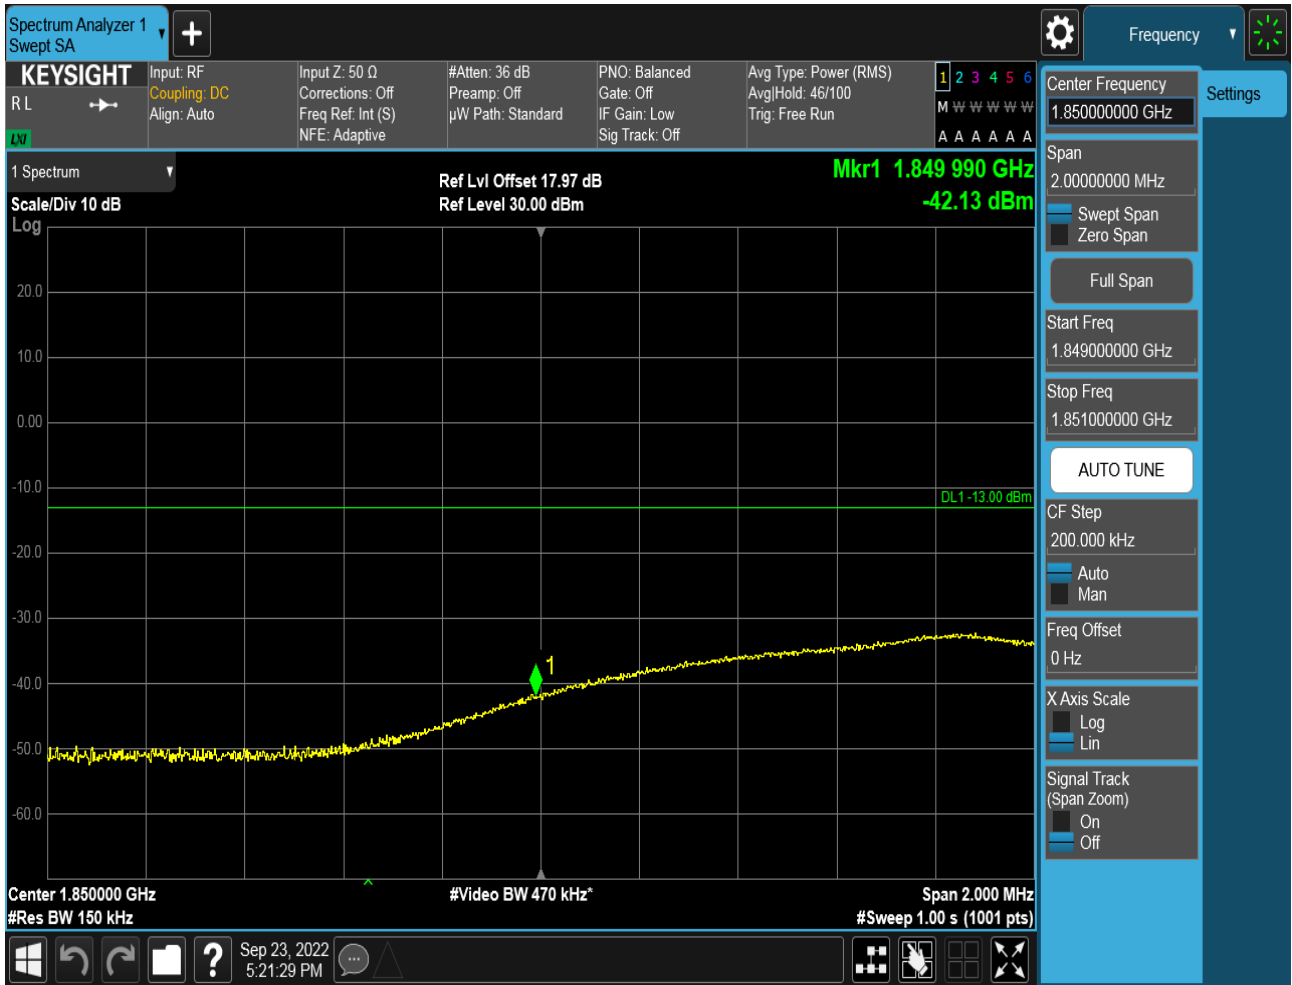 Spectrum Analyzer 1
Swept SA
Frequency
KEYSIGHT
R L
LXI
Input: RF
Coupling: DC
Align: Auto
Input Z: 50 Ω
Corrections: Off
Freq Ref: Int (S)
NFE: Adaptive
#Atten: 36 dB
Preamp: Off
µW Path: Standard
PNO: Balanced
Gate: Off
IF Gain: Low
Sig Track: Off
Avg Type: Power (RMS)
Avg|Hold: 46/100
Trig: Free Run
1 2 3 4 5 6
M W W W W W
A A A A A A
1 Spectrum
Scale/Div 10 dB
Log
Ref Lvl Offset 17.97 dB
Ref Level 30.00 dBm
Mkr1 1.849 990 GHz
-42.13 dBm
20.0
10.0
0.00
-10.0
DL1 -13.00 dBm
-20.0
-30.0
1
-40.0
-50.0
-60.0
Center 1.850000 GHz
#Video BW 470 kHz*
Span 2.000 MHz
#Res BW 150 kHz
#Sweep 1.00 s (1001 pts)
Center Frequency
1.850000000 GHz
Settings
Span
2.00000000 MHz
Swept Span
Zero Span
Full Span
Start Freq
1.849000000 GHz
Stop Freq
1.851000000 GHz
AUTO TUNE
CF Step
200.000 kHz
Auto
Man
Freq Offset
0 Hz
X Axis Scale
Log
Lin
Signal Track
(Span Zoom)
On
Off
?
Sep 23, 2022
5:21:29 PM